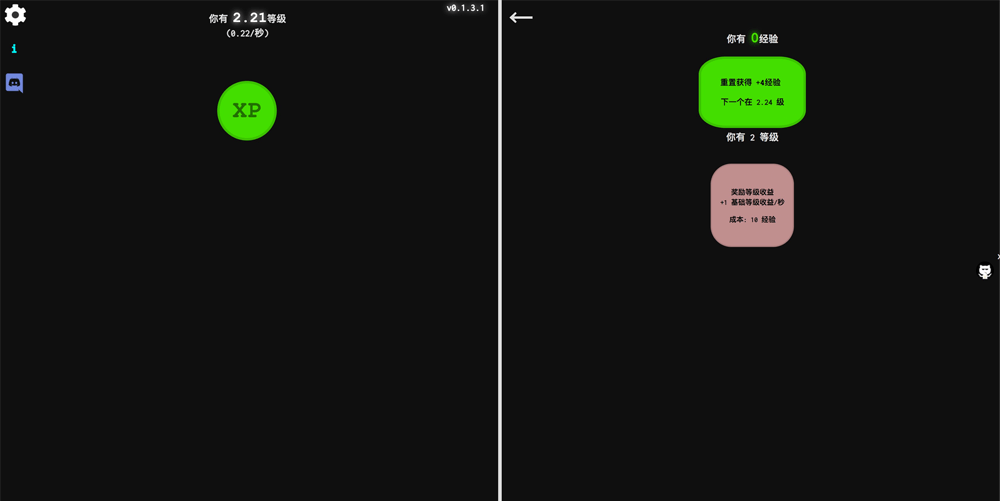 你有 2.21等级
(0.22/秒)
v0.1.3.1
i
XP
你有 0经验
重置获得 +4经验
下一个在 2.24 级
你有 2 等级
奖励等级收益
+1 基础等级收益/秒
成本: 10 经验